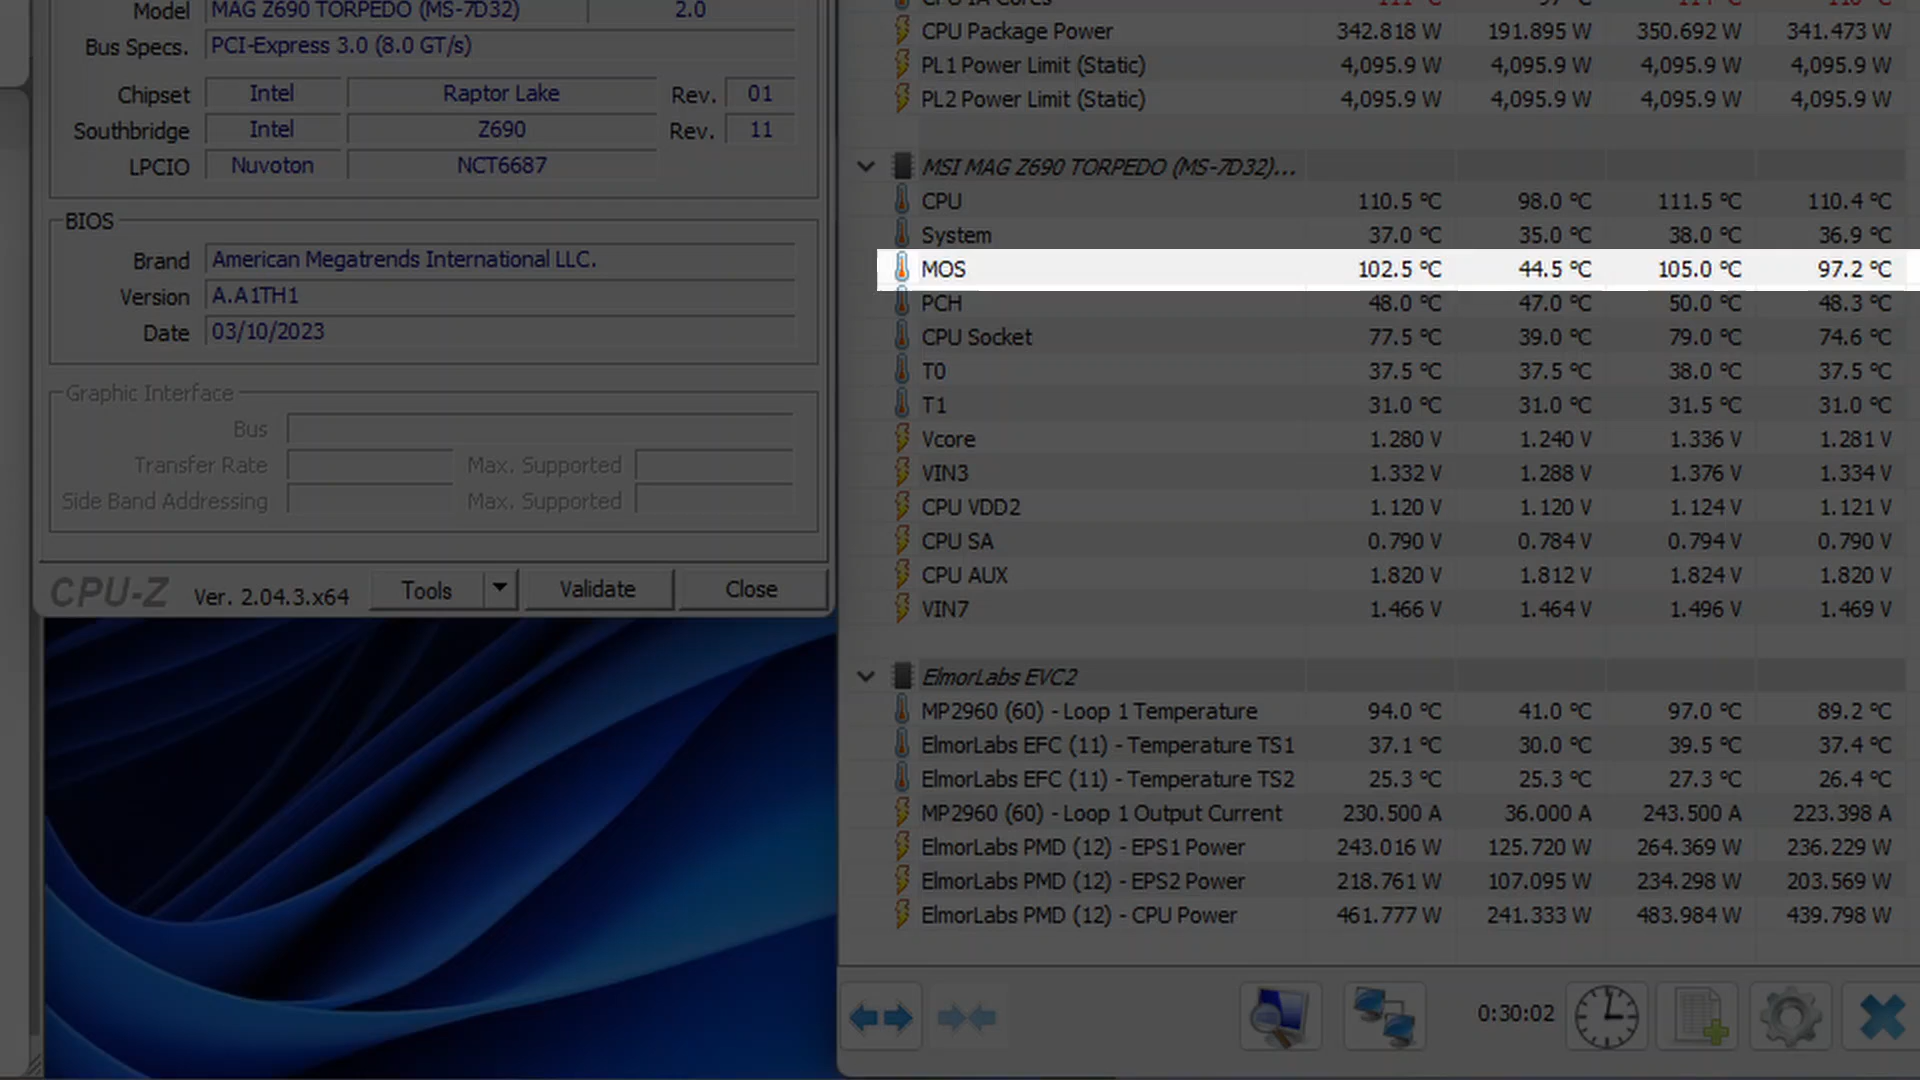 Model MAG Z690 TORPEDO (MS-7D32) 2.0
Bus Specs. PCI-Express 3.0 (8.0 GT/s)
Chipset Intel Raptor Lake Rev. 01
Southbridge Intel Z690 Rev. 11
LPCIO Nuvoton NCT6687
BIOS
Brand American Megatrends International LLC.
Version A.A1TH1
Date 03/10/2023
Graphic Interface
Bus
Transfer Rate Max. Supported
Side Band Addressing Max. Supported
CPU-Z Ver. 2.04.3.x64 Tools Validate Close
CPU Package Power 342.818 W 191.895 W 350.692 W 341.473 W
PL1 Power Limit (Static) 4,095.9 W 4,095.9 W 4,095.9 W 4,095.9 W
PL2 Power Limit (Static) 4,095.9 W 4,095.9 W 4,095.9 W 4,095.9 W
MSI MAG Z690 TORPEDO (MS-7D32)...
CPU 110.5 °C 98.0 °C 111.5 °C 110.4 °C
System 37.0 °C 35.0 °C 38.0 °C 36.9 °C
MOS 102.5 °C 44.5 °C 105.0 °C 97.2 °C
PCH 48.0 °C 47.0 °C 50.0 °C 48.3 °C
CPU Socket 77.5 °C 39.0 °C 79.0 °C 74.6 °C
T0 37.5 °C 37.5 °C 38.0 °C 37.5 °C
T1 31.0 °C 31.0 °C 31.5 °C 31.0 °C
Vcore 1.280 V 1.240 V 1.336 V 1.281 V
VIN3 1.332 V 1.288 V 1.376 V 1.334 V
CPU VDD2 1.120 V 1.120 V 1.124 V 1.121 V
CPU SA 0.790 V 0.784 V 0.794 V 0.790 V
CPU AUX 1.820 V 1.812 V 1.824 V 1.820 V
VIN7 1.466 V 1.464 V 1.496 V 1.469 V
ElmorLabs EVC2
MP2960 (60) - Loop 1 Temperature 94.0 °C 41.0 °C 97.0 °C 89.2 °C
ElmorLabs EFC (11) - Temperature TS1 37.1 °C 30.0 °C 39.5 °C 37.4 °C
ElmorLabs EFC (11) - Temperature TS2 25.3 °C 25.3 °C 27.3 °C 26.4 °C
MP2960 (60) - Loop 1 Output Current 230.500 A 36.000 A 243.500 A 223.398 A
ElmorLabs PMD (12) - EPS1 Power 243.016 W 125.720 W 264.369 W 236.229 W
ElmorLabs PMD (12) - EPS2 Power 218.761 W 107.095 W 234.298 W 203.569 W
ElmorLabs PMD (12) - CPU Power 461.777 W 241.333 W 483.984 W 439.798 W
0:30:02